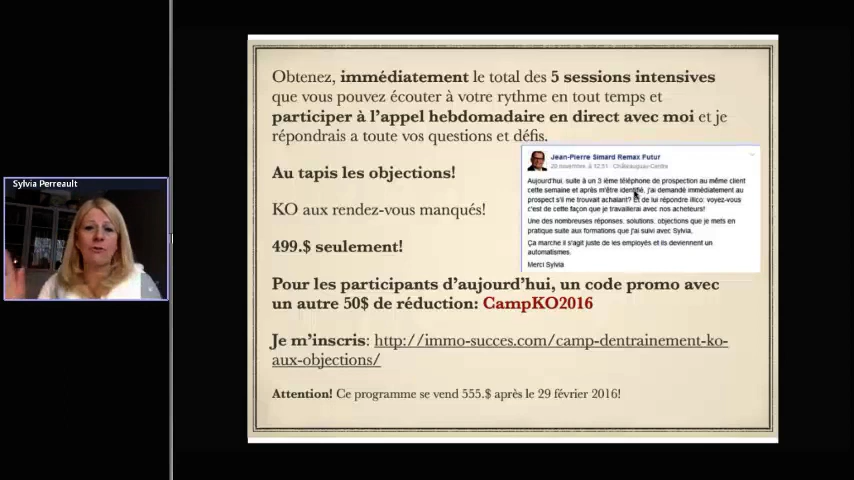 Sylvia Perreault
Obtenez, immédiatement le total des 5 sessions intensives
que vous pouvez écouter à votre rythme en tout temps et
participer à l'appel hebdomadaire en direct avec moi et je
répondrais a toute vos questions et défis.
Au tapis les objections!
KO aux rendez-vous manqués!
499.$ seulement!
Jean-Pierre Simard Remax Futur
20 novembre, à 12:51 · Châteauguay-Centre
Aujourd'hui, suite à un 3 ième téléphone de prospection au même client
cette semaine et après m'être identifié, j'ai demandé immédiatement au
prospect s'il me trouvait achalant? Et de lui répondre illico: voyez-vous
c'est de cette façon que je travaillerai avec nos acheteurs!
Une des nombreuses réponses, solutions, objections que je mets en
pratique suite aux formations que j'ai suivi avec Sylvia,
Ça marche il s'agit juste de les employés et ils deviennent un
automatismes.
Merci Sylvia
Pour les participants d'aujourd'hui, un code promo avec
un autre 50$ de réduction: CampKO2016
Je m'inscris: http://immo-succes.com/camp-dentrainement-ko-
aux-objections/
Attention! Ce programme se vend 555.$ après le 29 février 2016!